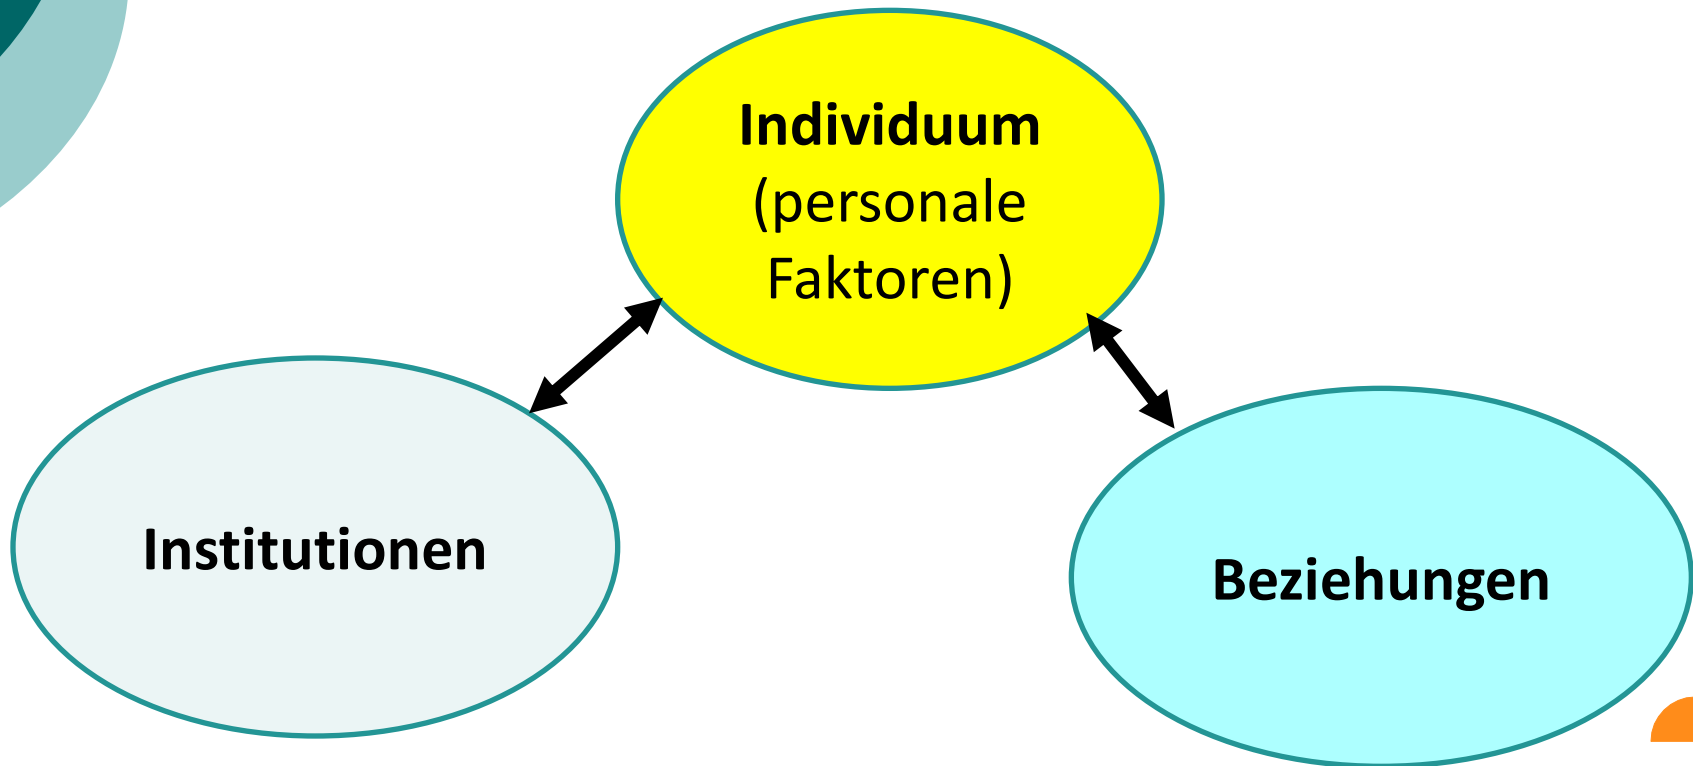 Individuum
(personale
Faktoren)
Institutionen
Beziehungen